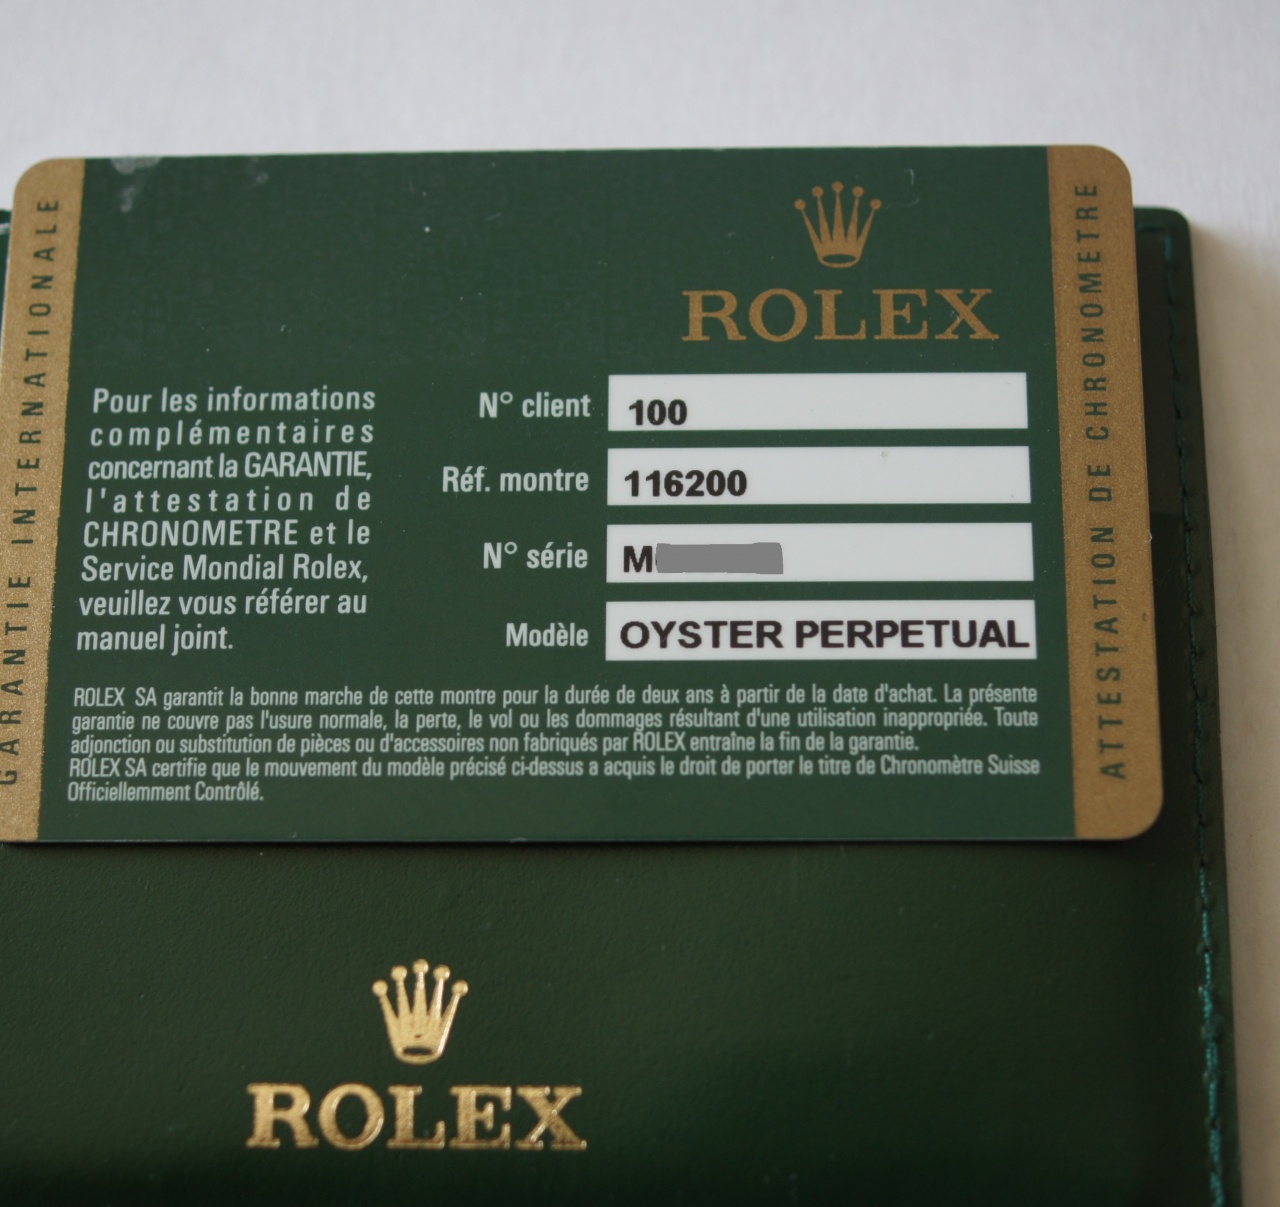 GARANTIE INTERNATIONALE
ROLEX
Pour les informations
complémentaires
concernant la GARANTIE,
l'attestation de
CHRONOMETRE et le
Service Mondial Rolex,
veuillez vous référer au
manuel joint.
N° client 100
Réf. montre 116200
N° série M
Modèle OYSTER PERPETUAL
ROLEX SA garantit la bonne marche de cette montre pour la durée de deux ans à partir de la date d'achat. La présente
garantie ne couvre pas l'usure normale, la perte, le vol ou les dommages résultant d'une utilisation inappropriée. Toute
adjonction ou substitution de pièces ou d'accessoires non fabriqués par ROLEX entraîne la fin de la garantie.
ROLEX SA certifie que le mouvement du modèle précisé ci-dessus a acquis le droit de porter le titre de Chronomètre Suisse
Officiellemment Contrôlé.
ATTESTATION DE CHRONOMETRE
ROLEX